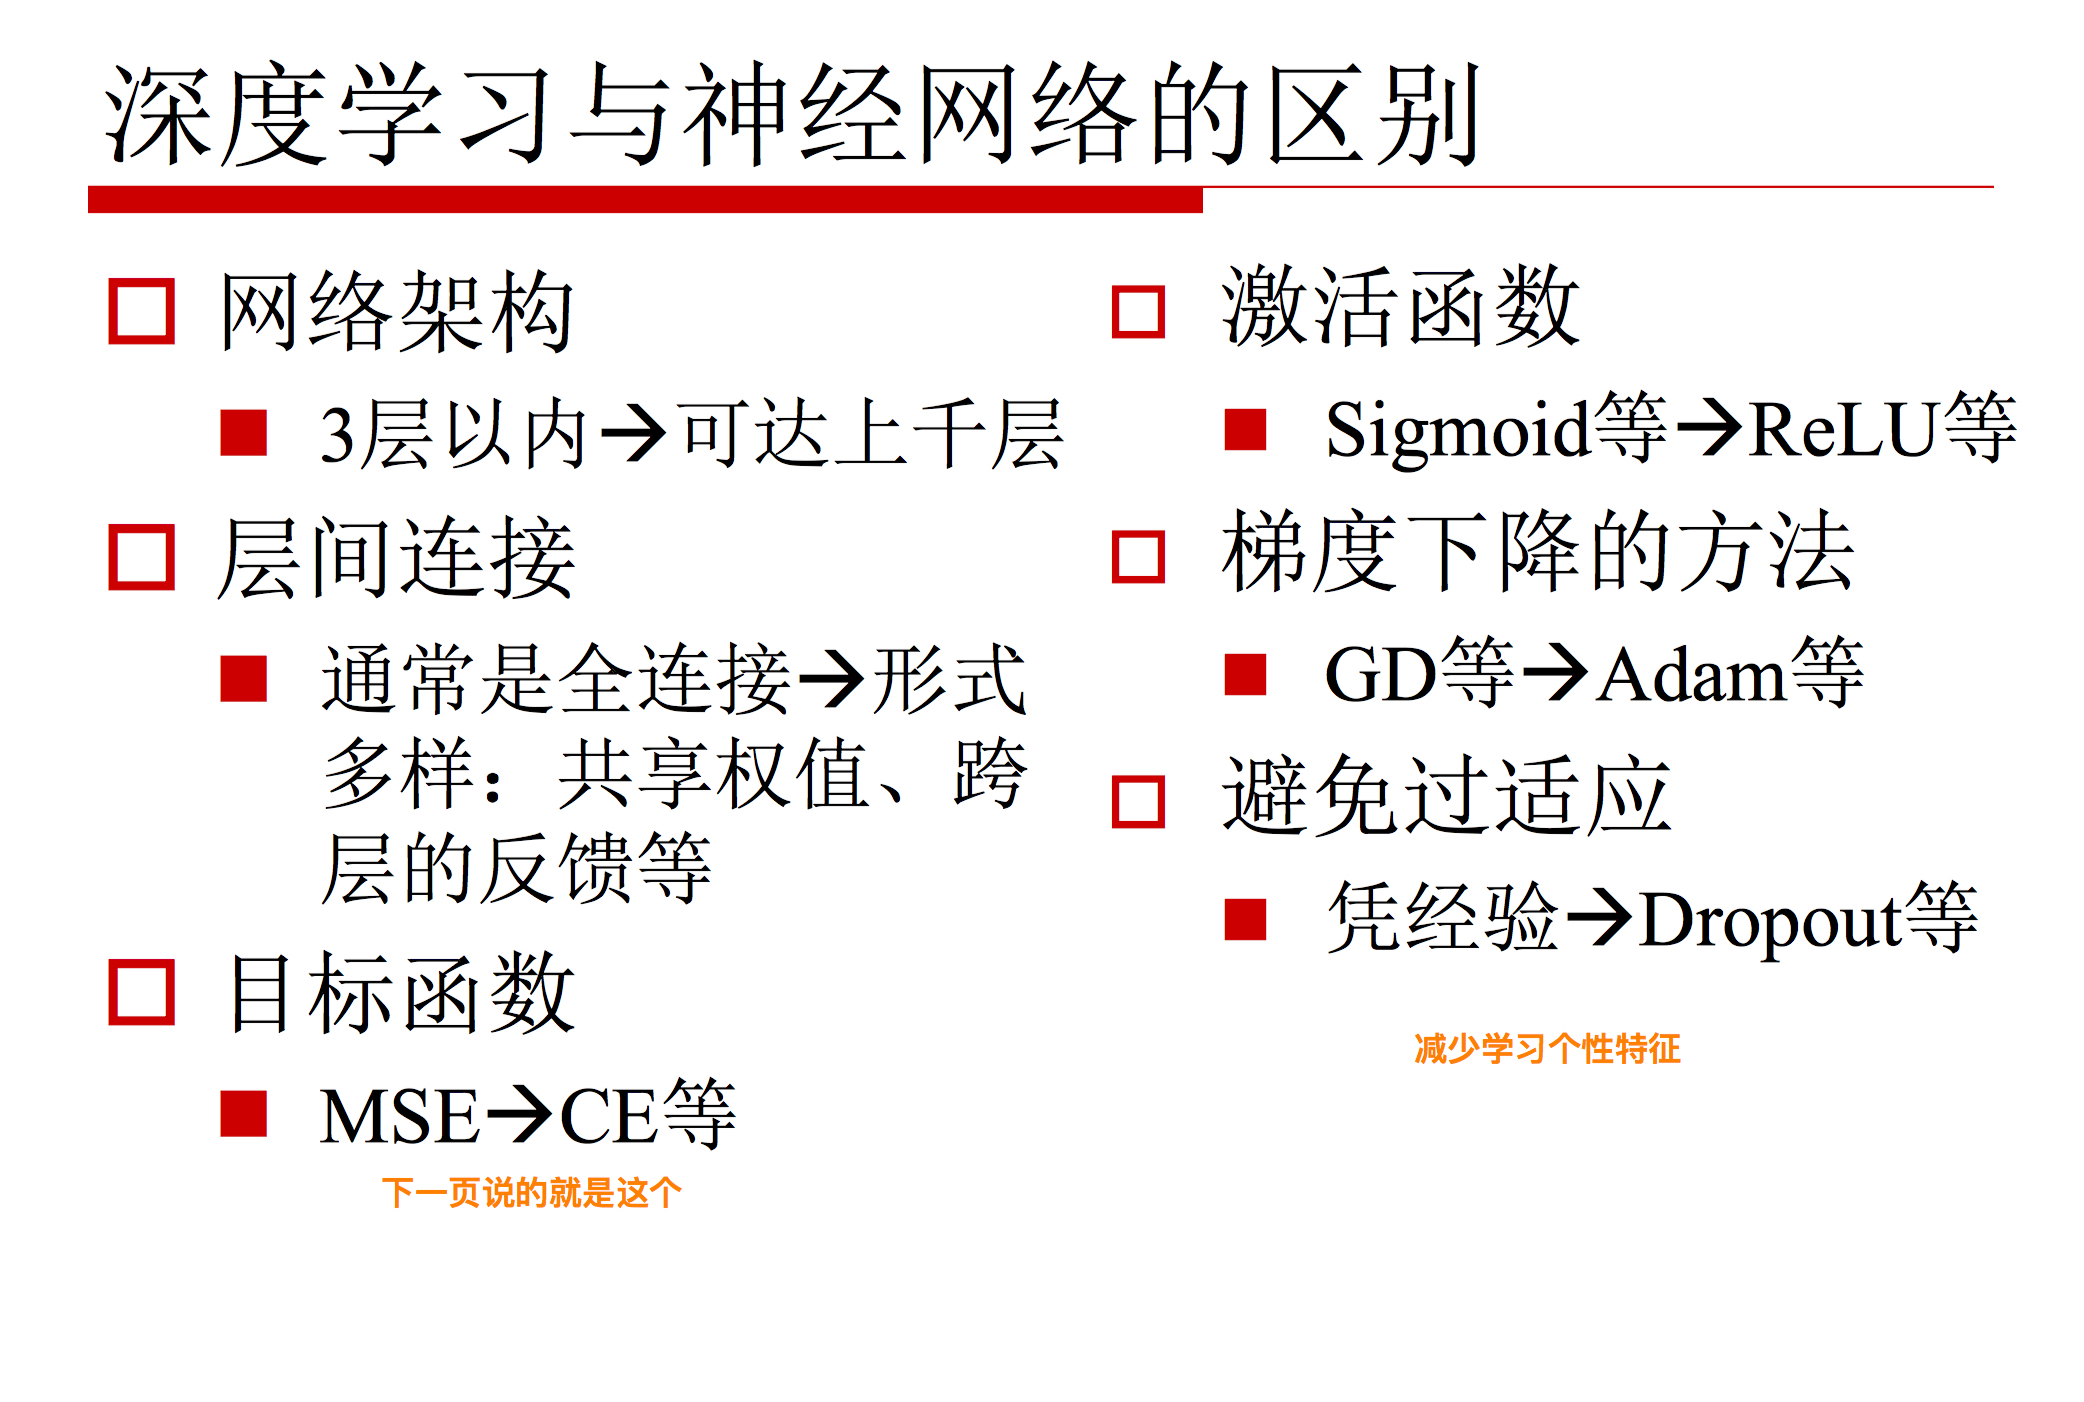 深度学习与神经网络的区别
网络架构
3层以内→可达上千层
层间连接
通常是全连接→形式
多样：共享权值、跨
层的反馈等
目标函数
MSE→CE等
下一页说的就是这个
激活函数
Sigmoid等→ReLU等
梯度下降的方法
GD等→Adam等
避免过适应
凭经验→Dropout等
减少学习个性特征